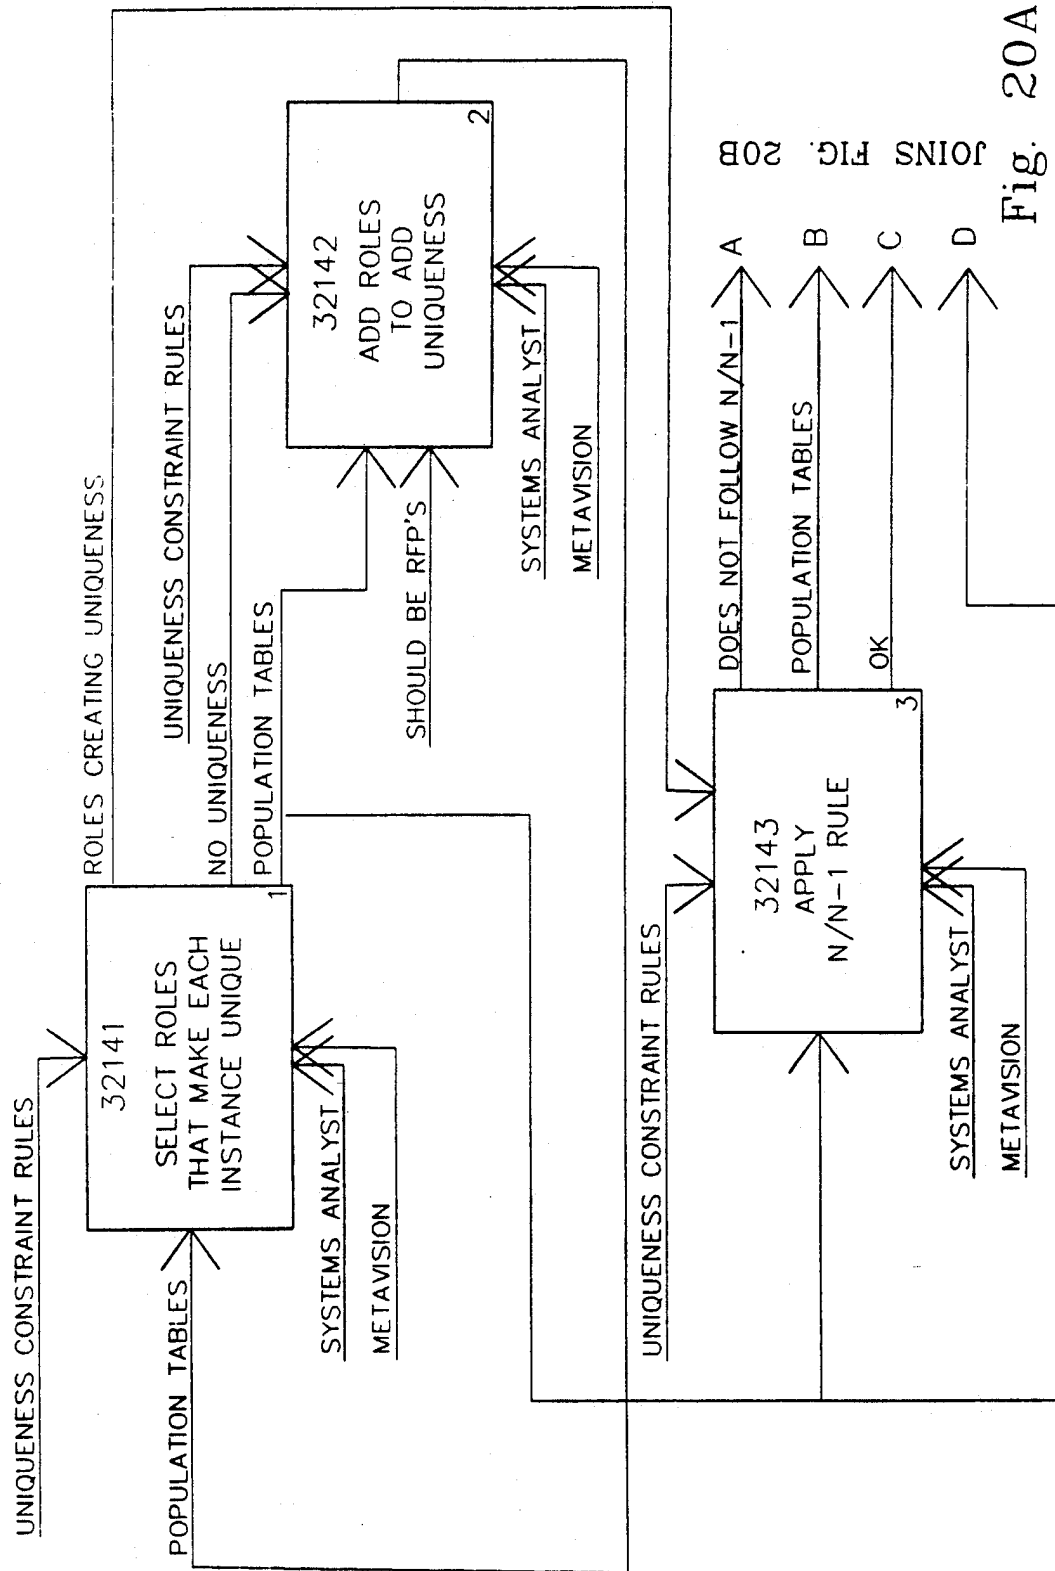 UNIQUENESS CONSTRAINT RULES
POPULATION TABLES
32141
SELECT ROLES
THAT MAKE EACH
INSTANCE UNIQUE
1
SYSTEMS ANALYST
METAVISION
ROLES CREATING UNIQUENESS
NO UNIQUENESS
POPULATION TABLES
UNIQUENESS CONSTRAINT RULES
SHOULD BE RFP'S
32142
ADD ROLES
TO ADD
UNIQUENESS
2
SYSTEMS ANALYST
METAVISION
UNIQUENESS CONSTRAINT RULES
32143
APPLY
N/N-1 RULE
3
SYSTEMS ANALYST
METAVISION
DOES NOT FOLLOW N/N-1
A
POPULATION TABLES
B
OK
C
D
JOINS FIG. 20B
Fig. 20A